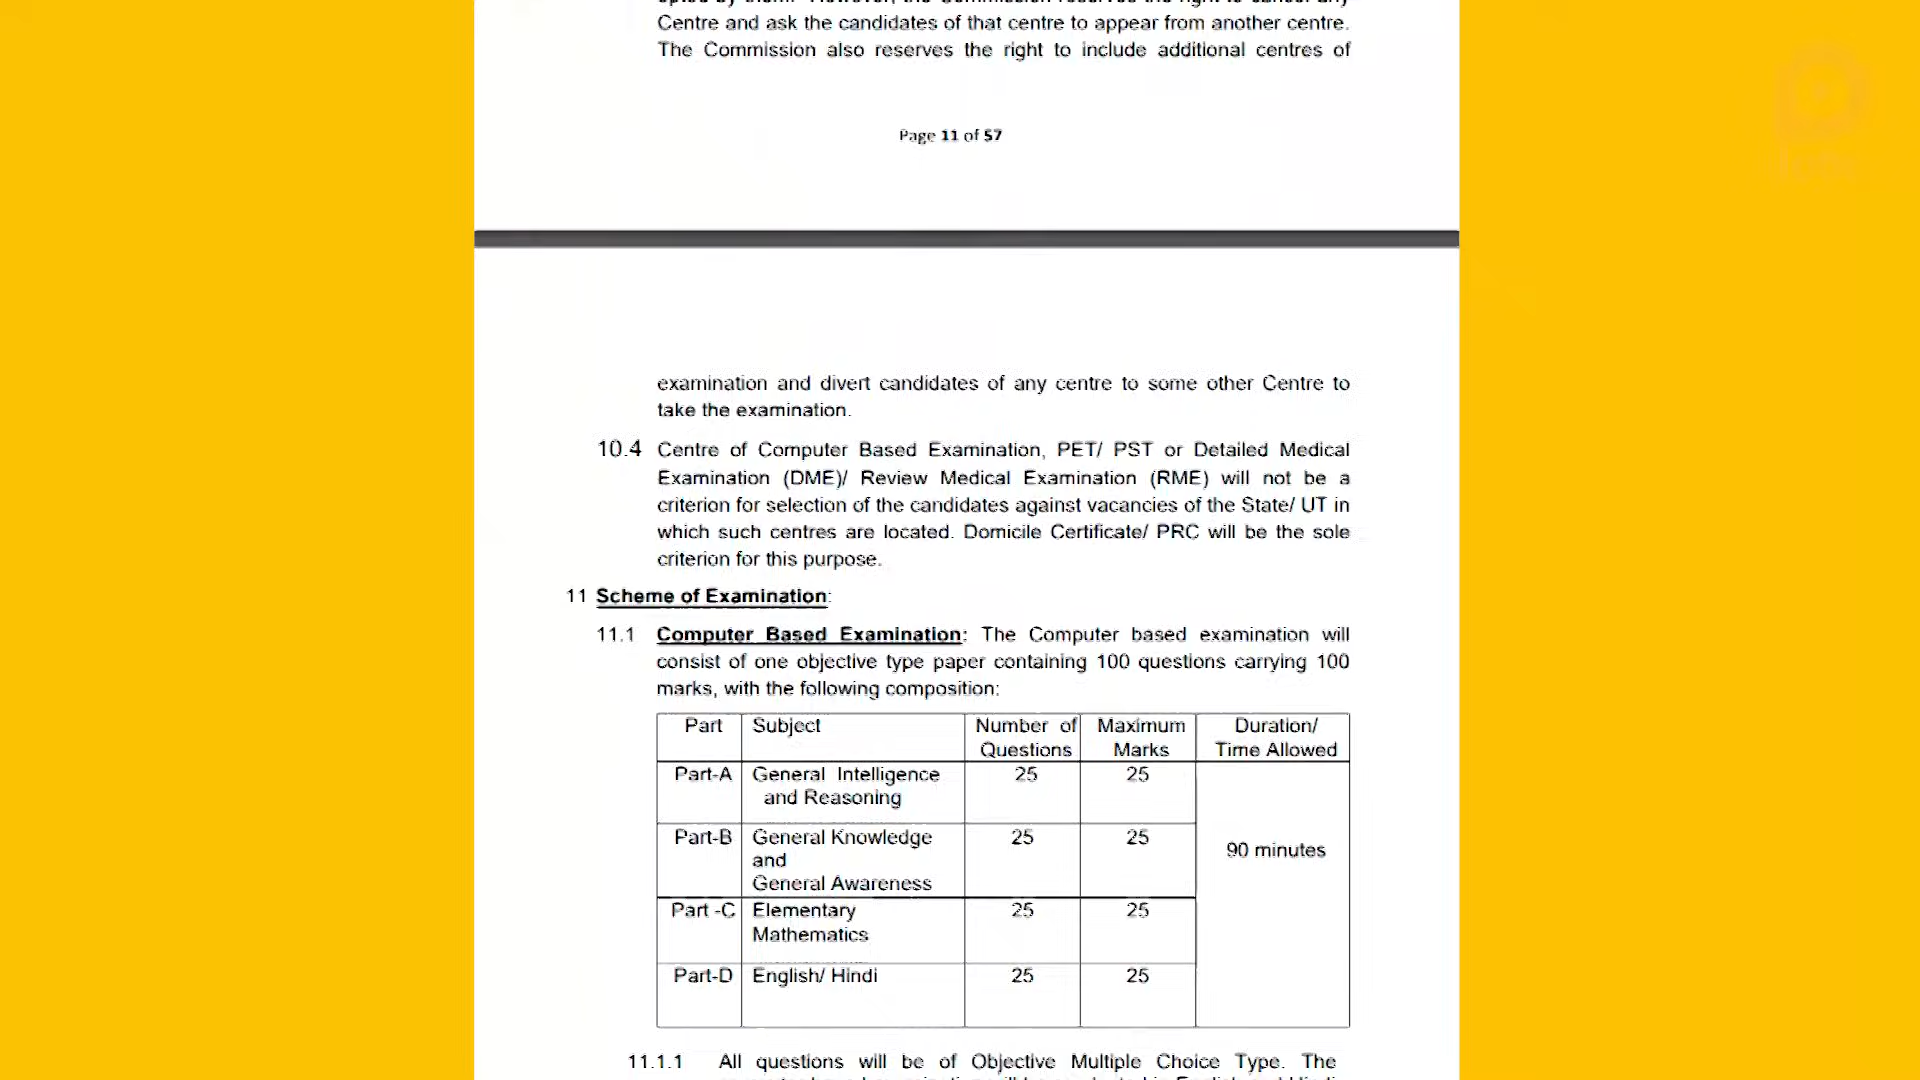 Centre and ask the candidates of that centre to appear from another centre.
The Commission also reserves the right to include additional centres of
Page 11 of 57
examination and divert candidates of any centre to some other Centre to
take the examination.
10.4 Centre of Computer Based Examination, PET/ PST or Detailed Medical
Examination (DME)/ Review Medical Examination (RME) will not be a
criterion for selection of the candidates against vacancies of the State/ UT in
which such centres are located. Domicile Certificate/ PRC will be the sole
criterion for this purpose.
11 Scheme of Examination:
11.1 Computer Based Examination: The Computer based examination will
consist of one objective type paper containing 100 questions carrying 100
marks, with the following composition:
Part Subject Number of Questions Maximum Marks Duration/ Time Allowed
Part-A General Intelligence and Reasoning 25 25
Part-B General Knowledge and General Awareness 25 25 90 minutes
Part -C Elementary Mathematics 25 25
Part-D English/ Hindi 25 25
11.1.1 All questions will be of Objective Multiple Choice Type. The